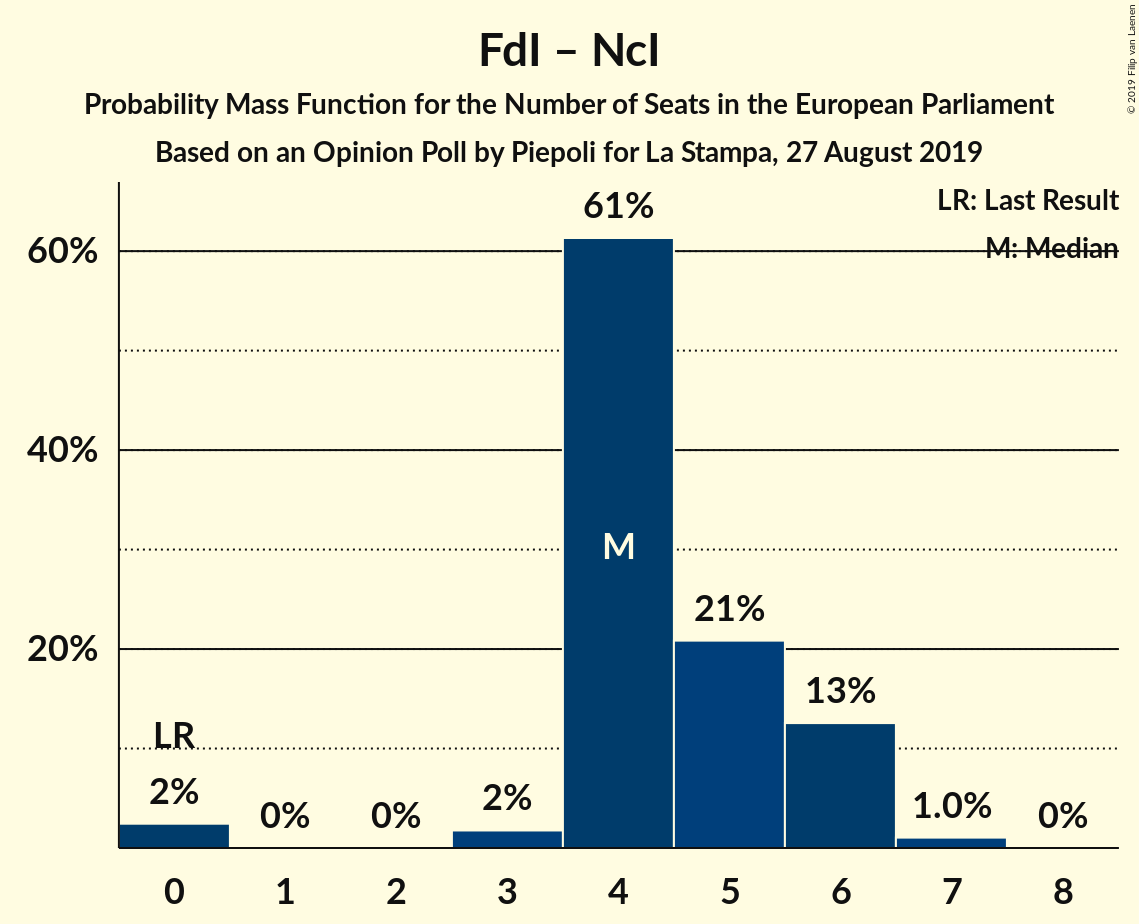 FdI – NcI
Probability Mass Function for the Number of Seats in the European Parliament
Based on an Opinion Poll by Piepoli for La Stampa, 27 August 2019
© 2019 Filip van Laenen
LR: Last Result
M: Median
60%
40%
20%
61%
M
21%
13%
LR
2%
0%
0%
2%
1.0%
0%
0 1 2 3 4 5 6 7 8